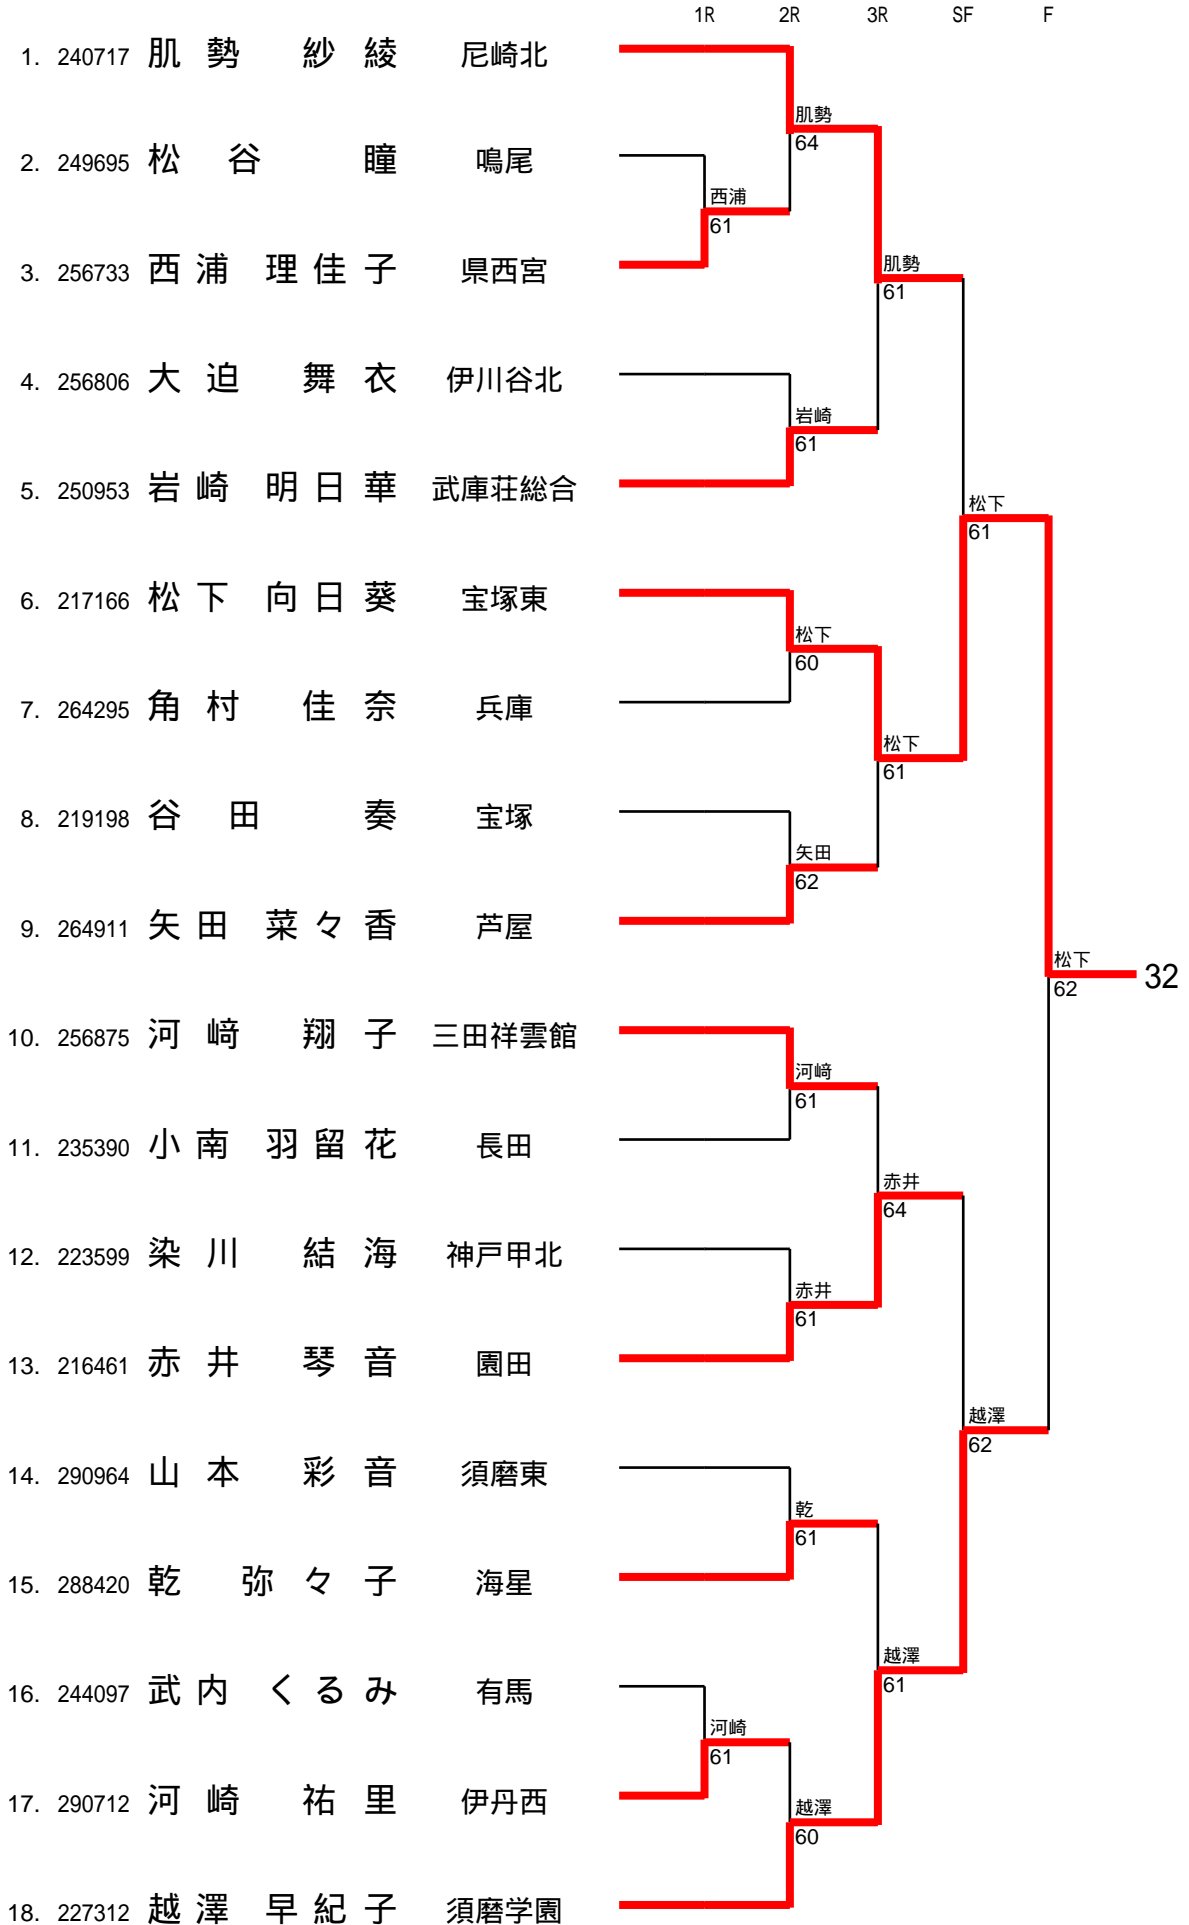 1R 2R 3R SF F
1. 240717 肌勢 紗綾 尼崎北
肌勢
64
2. 249695 松谷 瞳 鳴尾
西浦
61
3. 256733 西浦 理佳子 県西宮
肌勢
61
4. 256806 大迫 舞衣 伊川谷北
岩崎
61
5. 250953 岩崎 明日華 武庫荘総合
松下
61
6. 217166 松下 向日葵 宝塚東
松下
60
7. 264295 角村 佳奈 兵庫
松下
61
8. 219198 谷田 奏 宝塚
矢田
62
9. 264911 矢田 菜々香 芦屋
松下
62
32
10. 256875 河﨑 翔子 三田祥雲館
河﨑
61
11. 235390 小南 羽留花 長田
赤井
64
12. 223599 染川 結海 神戸甲北
赤井
61
13. 216461 赤井 琴音 園田
越澤
62
14. 290964 山本 彩音 須磨東
乾
61
15. 288420 乾 弥々子 海星
越澤
61
16. 244097 武内 くるみ 有馬
河崎
61
17. 290712 河崎 祐里 伊丹西
越澤
60
18. 227312 越澤 早紀子 須磨学園